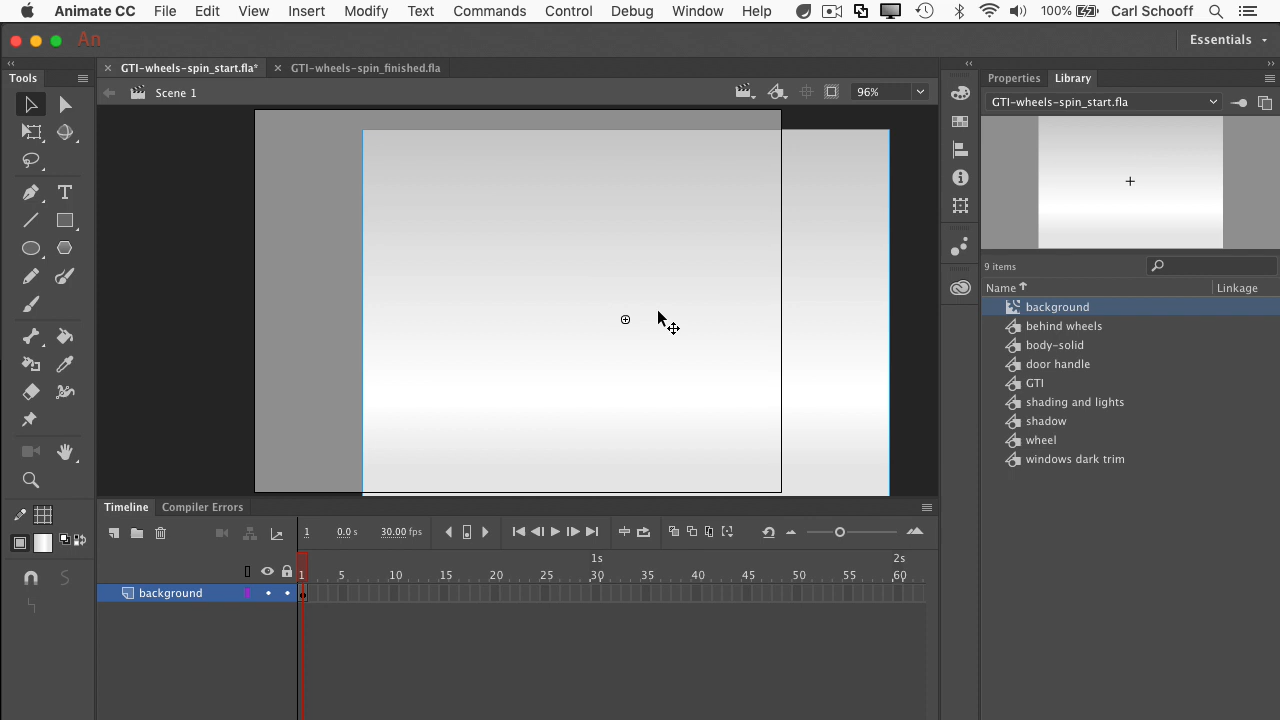 Animate CC File Edit View Insert Modify Text Commands Control Debug Window Help 100% Carl Schooff
An Essentials
Tools
GTI-wheels-spin_start.fla* GTI-wheels-spin_finished.fla
Properties Library
Scene 1 96%
GTI-wheels-spin_start.fla
9 items
Name Linkage
background
behind wheels
body-solid
door handle
GTI
shading and lights
shadow
wheel
windows dark trim
Timeline Compiler Errors
1 0.0 s 30.00 fps
1s 2s
1 5 10 15 20 25 30 35 40 45 50 55 60
background